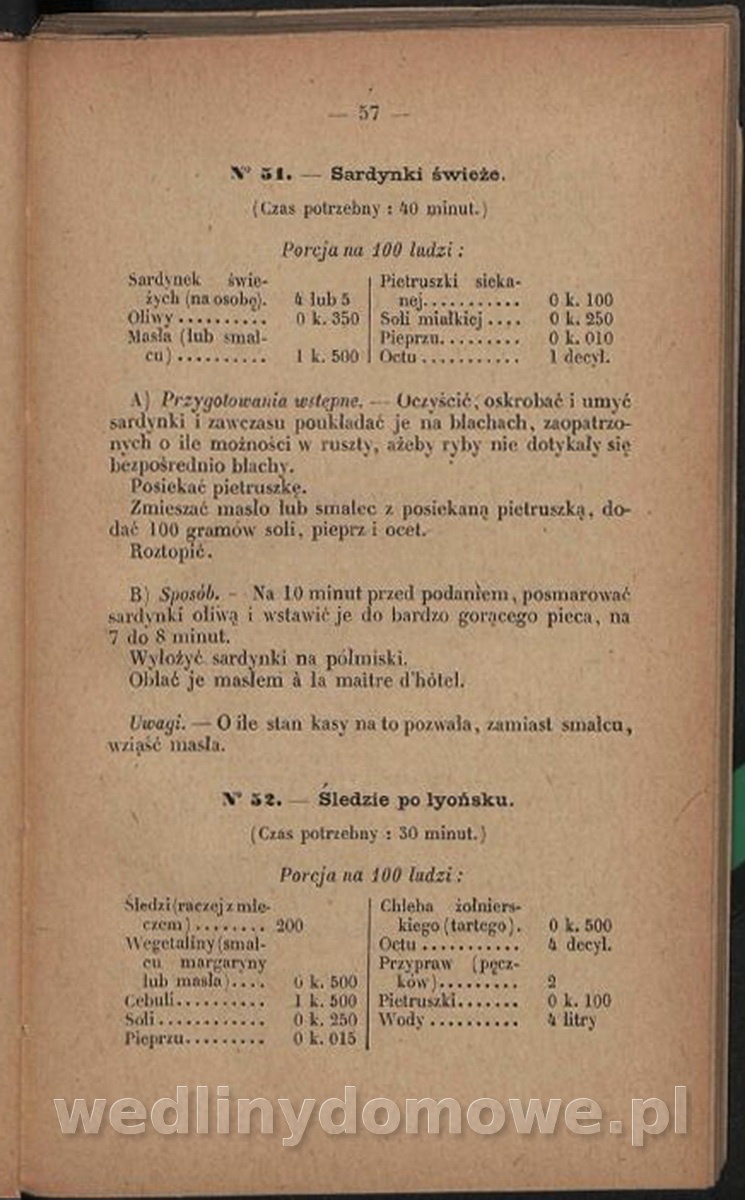 — 57 —
N° 51. — Sardynki świeże.
(Czas potrzebny : 40 minut.)
Porcja na 100 ludzi :
Sardynek świe-
żych (na osobę). 4 lub 5
Oliwy.......... 0 k. 350
Masła (lub smal-
cu).......... 1 k. 500
Pietruszki sieka-
nej........... 0 k. 100
Soli miałkiej.... 0 k. 250
Pieprzu......... 0 k. 010
Octu........... 1 decyl.
A) Przygotowania wstępne. — Oczyścić, oskrobać i umyć
sardynki i zawczasu poukładać je na blachach, zaopatrzo-
nych o ile możności w ruszty, ażeby ryby nie dotykały się
bezpośrednio blachy.
Posiekać pietruszkę.
Zmieszać masło lub smalec z posiekaną pietruszką, do-
dać 100 gramów soli, pieprz i ocet.
Roztopić.
B) Sposób. — Na 10 minut przed podaniem, posmarować
sardynki oliwą i wstawić je do bardzo gorącego pieca, na
7 do 8 minut.
Wyłożyć sardynki na półmiski.
Oblać je masłem à la maître d'hôtel.
Uwagi. — O ile stan kasy na to pozwala, zamiast smalcu,
wziąść masła.
N° 52. — Śledzie po lyońsku.
(Czas potrzebny : 30 minut.)
Porcja na 100 ludzi :
Śledzi (raczej z mle-
czem)........ 200
Wegetaliny (smal-
cu margaryny
lub masła).... 0 k. 500
Cebuli.......... 1 k. 500
Soli............ 0 k. 250
Pieprzu......... 0 k. 015
Chleba żołniers-
kiego (tartego). 0 k. 500
Octu........... 4 decyl.
Przypraw (pęcz-
ków)......... 2
Pietruszki....... 0 k. 100
Wody.......... 4 litry
wedlinydomowe.pl